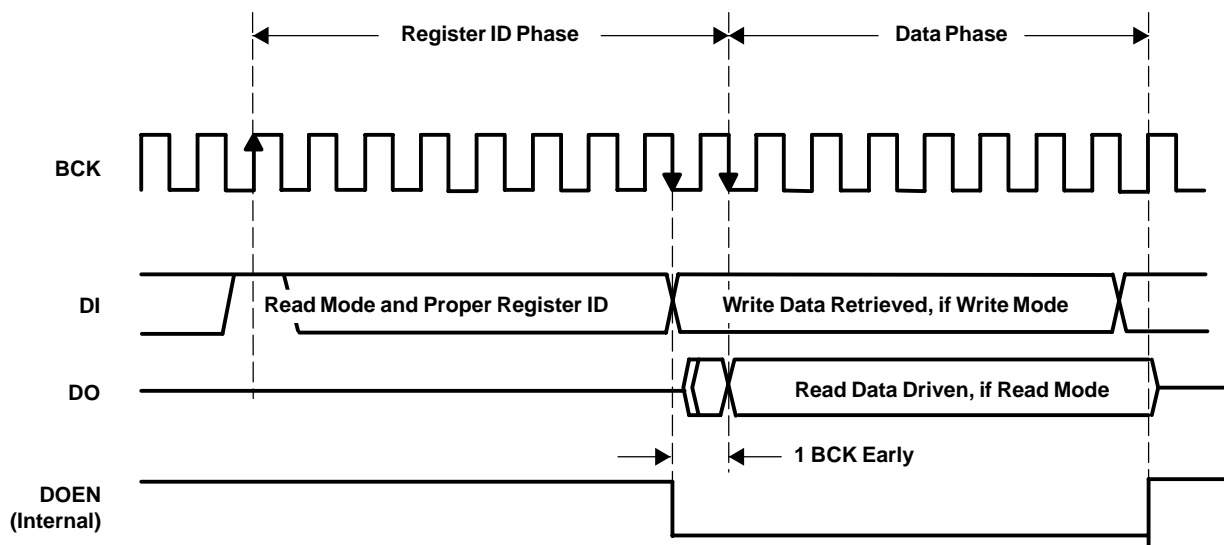 Register ID Phase
Data Phase
BCK
DI
Read Mode and Proper Register ID
Write Data Retrieved, if Write Mode
DO
Read Data Driven, if Read Mode
1 BCK Early
DOEN
(Internal)